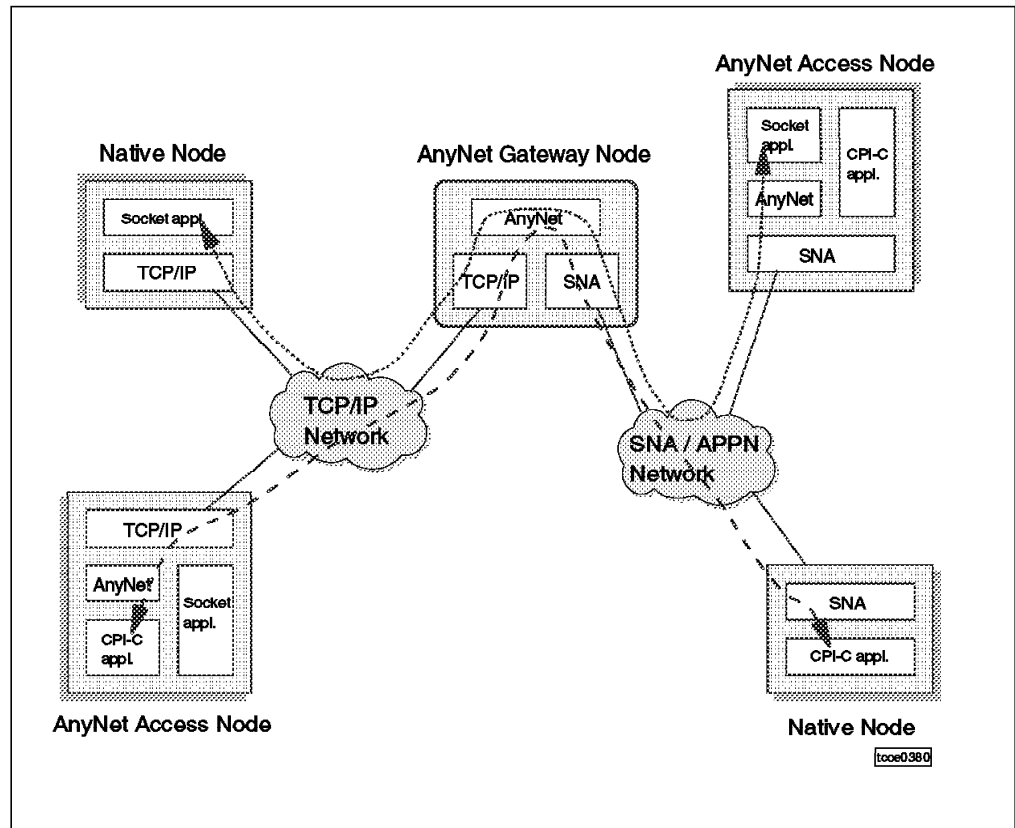 AnyNet Access Node
Socket
appl.
CPI-C
appl.
AnyNet
SNA
Native Node
Socket appl.
TCP/IP
AnyNet Gateway Node
AnyNet
TCP/IP
SNA
TCP/IP
Network
SNA / APPN
Network
TCP/IP
AnyNet
Socket
appl.
CPI-C
appl.
AnyNet Access Node
SNA
CPI-C appl.
Native Node
tcoe0380